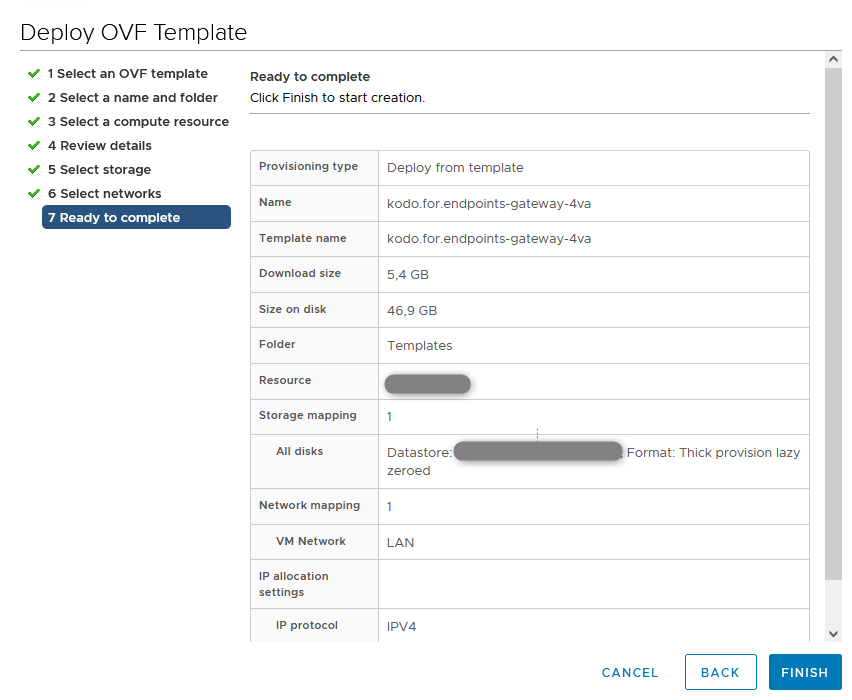 Deploy OVF Template
1 Select an OVF template
2 Select a name and folder
3 Select a compute resource
4 Review details
5 Select storage
6 Select networks
7 Ready to complete
Ready to complete
Click Finish to start creation.
Provisioning type Deploy from template
Name kodo.for.endpoints-gateway-4va
Template name kodo.for.endpoints-gateway-4va
Download size 5,4 GB
Size on disk 46,9 GB
Folder Templates
Resource
Storage mapping 1
All disks Datastore: Format: Thick provision lazy
zeroed
Network mapping 1
VM Network LAN
IP allocation
settings
IP protocol IPV4
CANCEL BACK FINISH